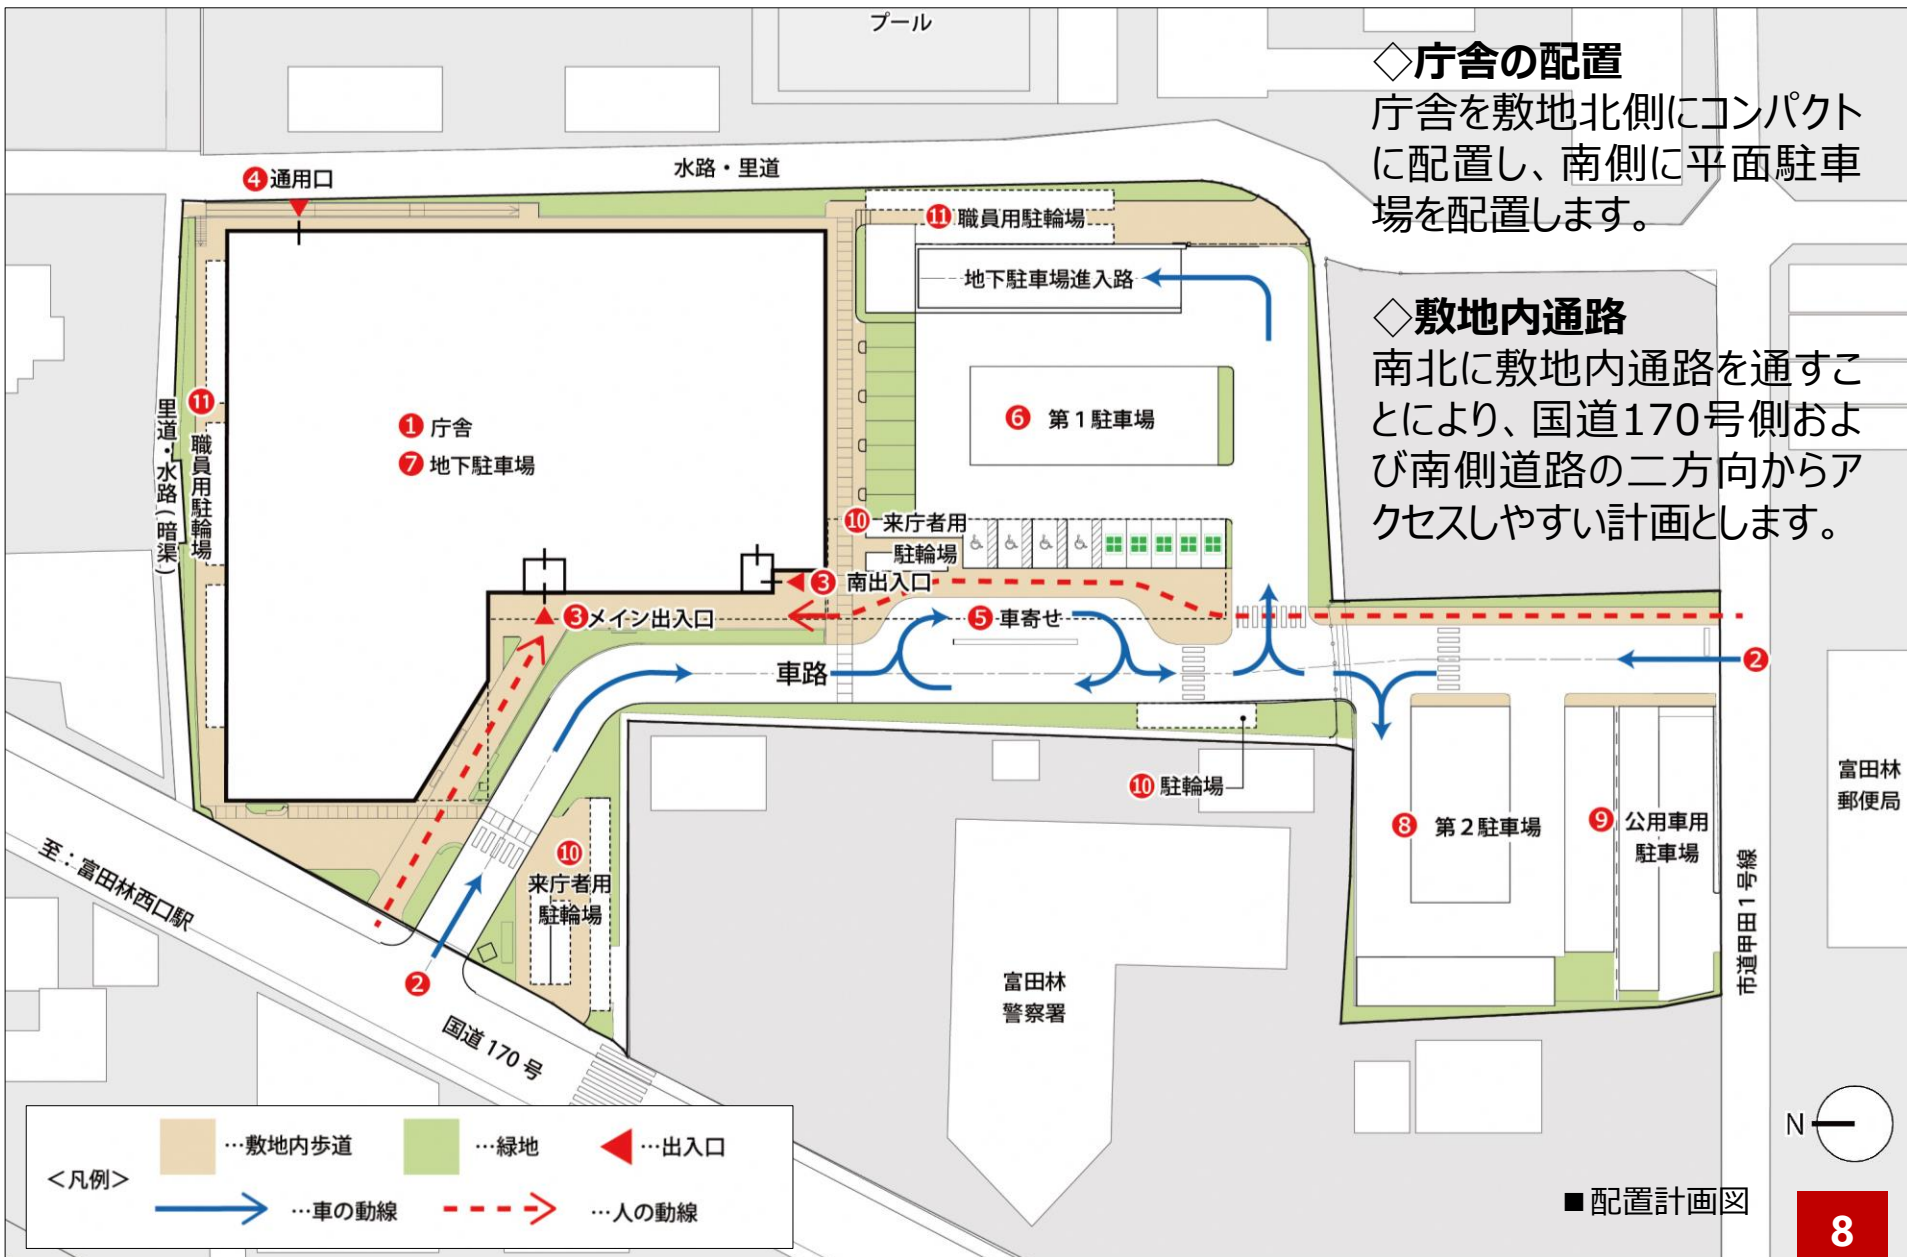 プール
◇庁舎の配置
庁舎を敷地北側にコンパクト
に配置し、南側に平面駐車
場を配置します。
◇敷地内通路
南北に敷地内通路を通すこ
とにより、国道170号側およ
び南側道路の二方向からア
クセスしやすい計画とします。
水路・里道
❹通用口
⓫職員用駐輪場
地下駐車場進入路
❻ 第１駐車場
❶ 庁舎
❼ 地下駐車場
⓫
職員用駐輪場
里道・水路(暗渠)
❿ 来庁者用
駐輪場
❸ 南出入口
❸メイン出入口
❺ 車寄せ
車路
❷
❿ 駐輪場
❽ 第２駐車場
❾ 公用車用
駐車場
富田林
郵便局
市道甲田１号線
❿
来庁者用
駐輪場
❷
至：富田林西口駅
国道 170 号
富田林
警察署
N
＜凡例＞
…敷地内歩道
…緑地
…出入口
…車の動線
…人の動線
■配置計画図
8